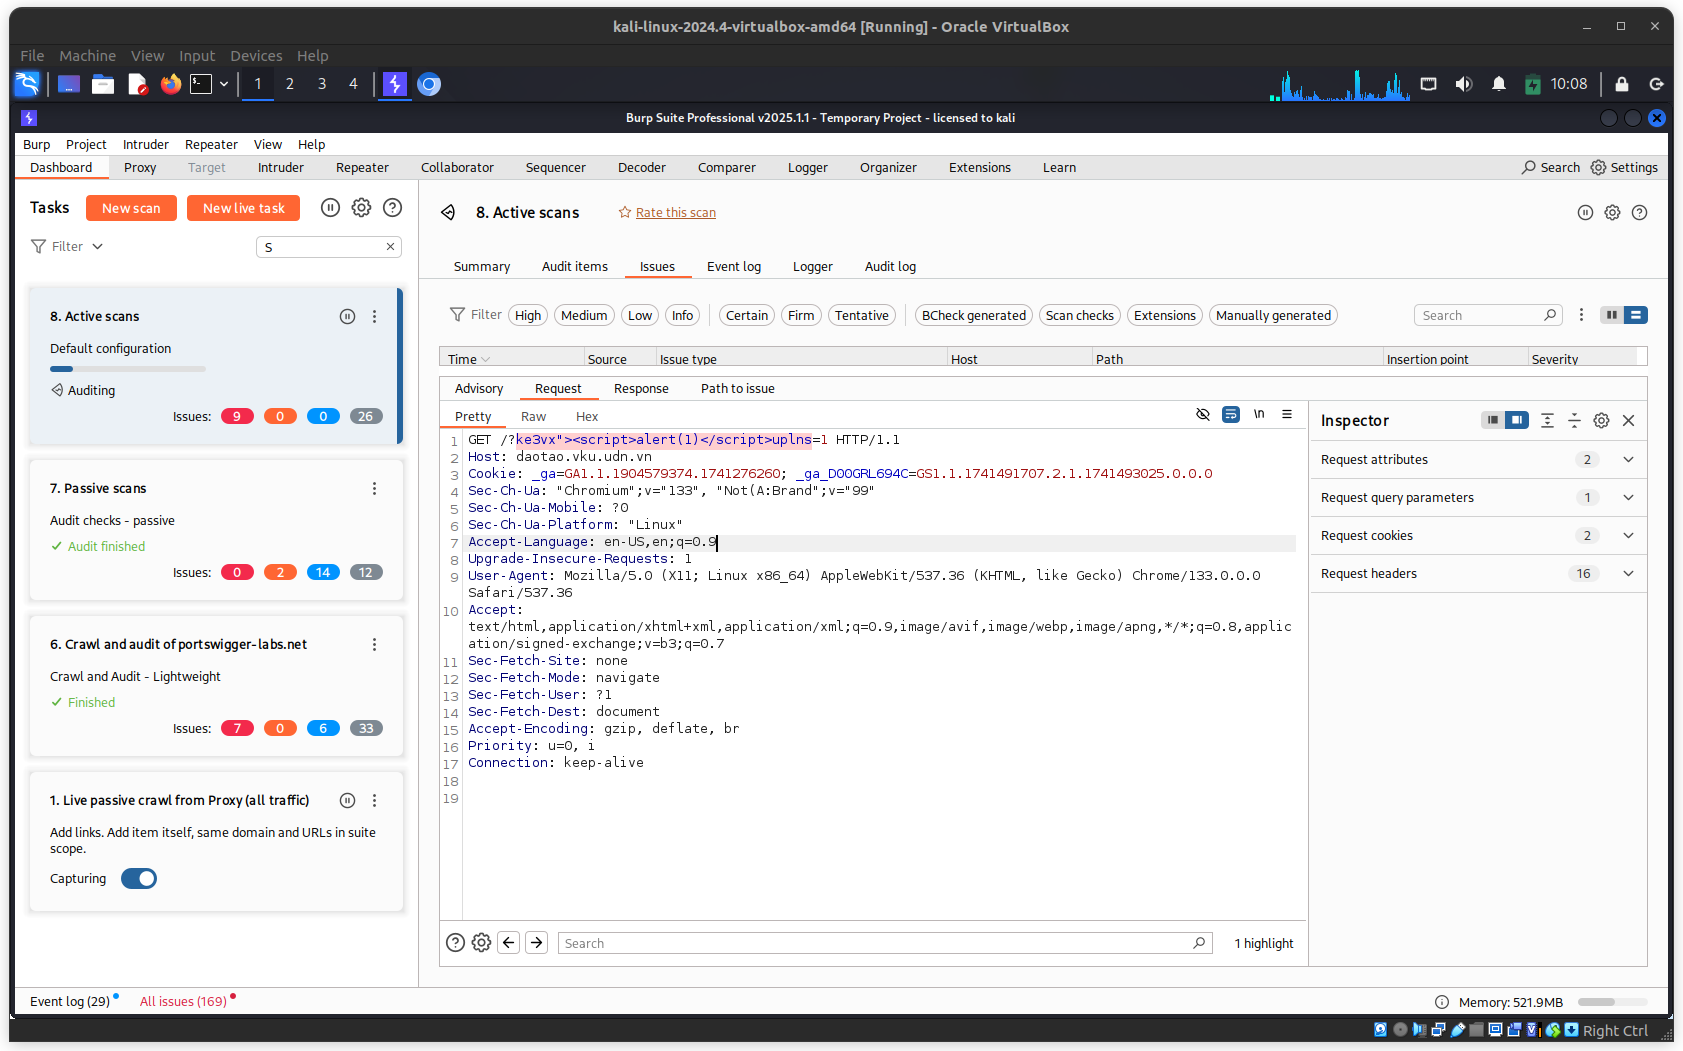 kali-linux-2024.4-virtualbox-amd64 [Running] - Oracle VirtualBox
File Machine View Input Devices Help
1 2 3 4 10:08
Burp Suite Professional v2025.1.1 - Temporary Project - licensed to kali
Burp Project Intruder Repeater View Help
Dashboard Proxy Target Intruder Repeater Collaborator Sequencer Decoder Comparer Logger Organizer Extensions Learn Search Settings
Tasks New scan New live task
Filter S
8. Active scans
Default configuration
Auditing
Issues: 9 0 0 26
7. Passive scans
Audit checks - passive
Audit finished
Issues: 0 2 14 12
6. Crawl and audit of portswigger-labs.net
Crawl and Audit - Lightweight
Finished
Issues: 7 0 6 33
1. Live passive crawl from Proxy (all traffic)
Add links. Add item itself, same domain and URLs in suite
scope.
Capturing
8. Active scans Rate this scan
Summary Audit items Issues Event log Logger Audit log
Filter High Medium Low Info Certain Firm Tentative BCheck generated Scan checks Extensions Manually generated Search
Time Source Issue type Host Path Insertion point Severity
Advisory Request Response Path to issue
Pretty Raw Hex \n
1 GET /?ke3vx"><script>alert(1)</script>uplns=1 HTTP/1.1
2 Host: daotao.vku.udn.vn
3 Cookie: _ga=GA1.1.1904579374.1741276260; _ga_D00GRL694C=GS1.1.1741491707.2.1.1741493025.0.0.0
4 Sec-Ch-Ua: "Chromium";v="133", "Not(A:Brand";v="99"
5 Sec-Ch-Ua-Mobile: ?0
6 Sec-Ch-Ua-Platform: "Linux"
7 Accept-Language: en-US,en;q=0.9
8 Upgrade-Insecure-Requests: 1
9 User-Agent: Mozilla/5.0 (X11; Linux x86_64) AppleWebKit/537.36 (KHTML, like Gecko) Chrome/133.0.0.0
Safari/537.36
10 Accept:
text/html,application/xhtml+xml,application/xml;q=0.9,image/avif,image/webp,image/apng,*/*;q=0.8,applic
ation/signed-exchange;v=b3;q=0.7
11 Sec-Fetch-Site: none
12 Sec-Fetch-Mode: navigate
13 Sec-Fetch-User: ?1
14 Sec-Fetch-Dest: document
15 Accept-Encoding: gzip, deflate, br
16 Priority: u=0, i
17 Connection: keep-alive
18
19
Search 1 highlight
Inspector
Request attributes 2
Request query parameters 1
Request cookies 2
Request headers 16
Event log (29) All issues (169) Memory: 521.9MB
Right Ctrl